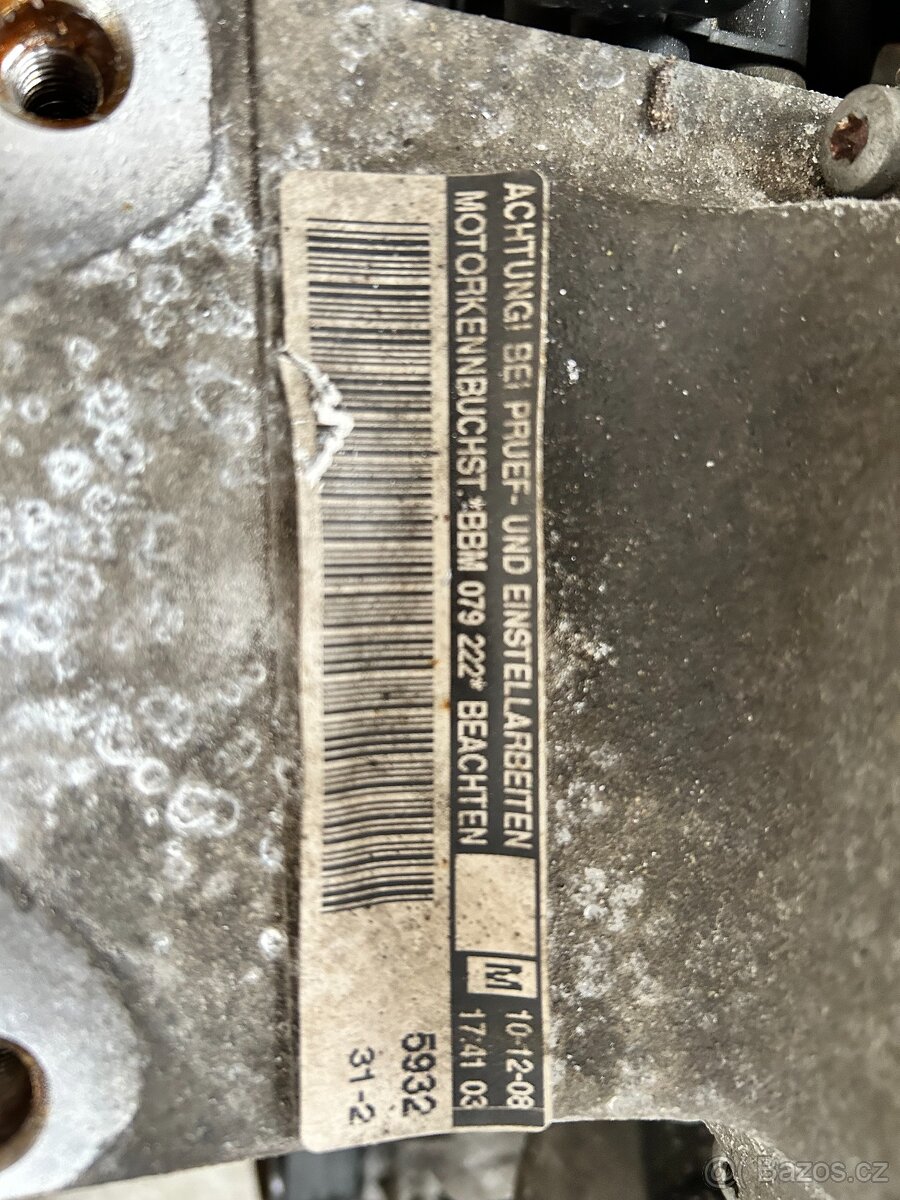 ACHTUNG! BEI PRUEF- UND EINSTELLARBEITEN
MOTORKENNBUCHST. *BBM 079 222* BEACHTEN
M
10-12-08
17:41 03
5932
31-2
Bazos.cz